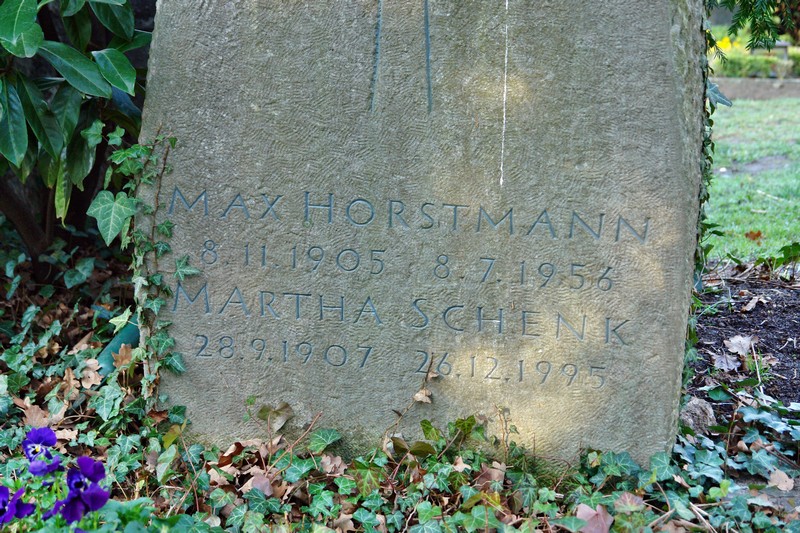 MAX HORSTMANN
8.11.1905 8.7.1956
MARTHA SCHENK
28.9.1907 26.12.1995